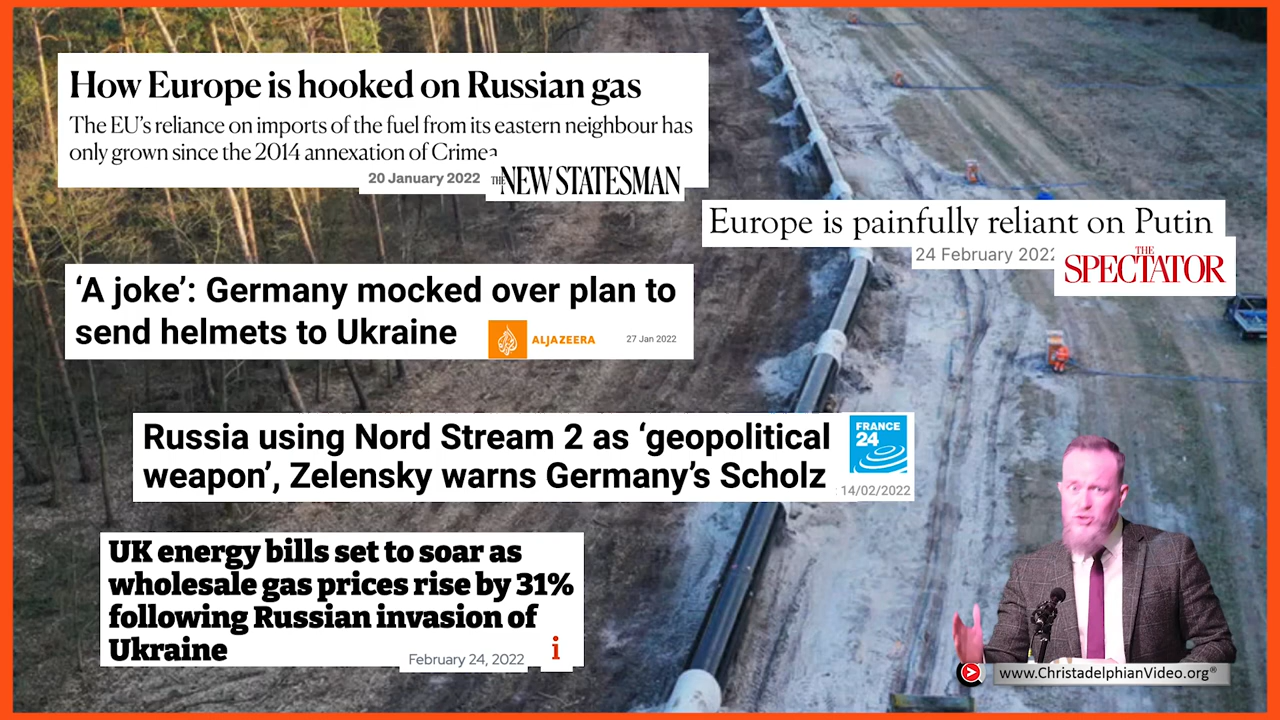 How Europe is hooked on Russian gas
The EU's reliance on imports of the fuel from its eastern neighbour has
only grown since the 2014 annexation of Crimea
20 January 2022
THE NEW STATESMAN
Europe is painfully reliant on Putin
24 February 2022
THE SPECTATOR
‘A joke’: Germany mocked over plan to
send helmets to Ukraine
ALJAZEERA
27 Jan 2022
Russia using Nord Stream 2 as ‘geopolitical
weapon’, Zelensky warns Germany’s Scholz
FRANCE
24
14/02/2022
UK energy bills set to soar as
wholesale gas prices rise by 31%
following Russian invasion of
Ukraine
February 24, 2022
i
www.ChristadelphianVideo.org®